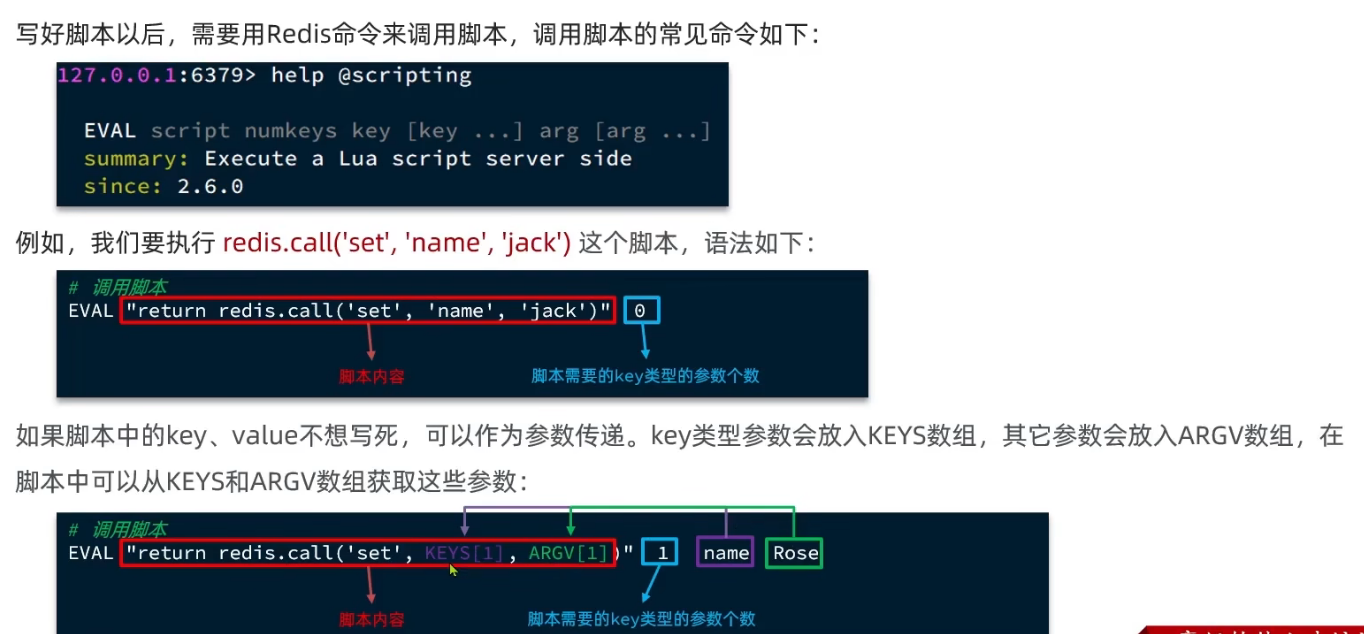 写好脚本以后，需要用Redis命令来调用脚本，调用脚本的常见命令如下：
127.0.0.1:6379> help @scripting
EVAL script numkeys key [key ...] arg [arg ...]
summary: Execute a Lua script server side
since: 2.6.0
例如，我们要执行 redis.call('set', 'name', 'jack') 这个脚本，语法如下：
# 调用脚本
EVAL "return redis.call('set', 'name', 'jack')" 0
脚本内容 脚本需要的key类型的参数个数
如果脚本中的key、value不想写死，可以作为参数传递。key类型参数会放入KEYS数组，其它参数会放入ARGV数组，在
脚本中可以从KEYS和ARGV数组获取这些参数：
# 调用脚本
EVAL "return redis.call('set', KEYS[1], ARGV[1])" 1 name Rose
脚本内容 脚本需要的key类型的参数个数